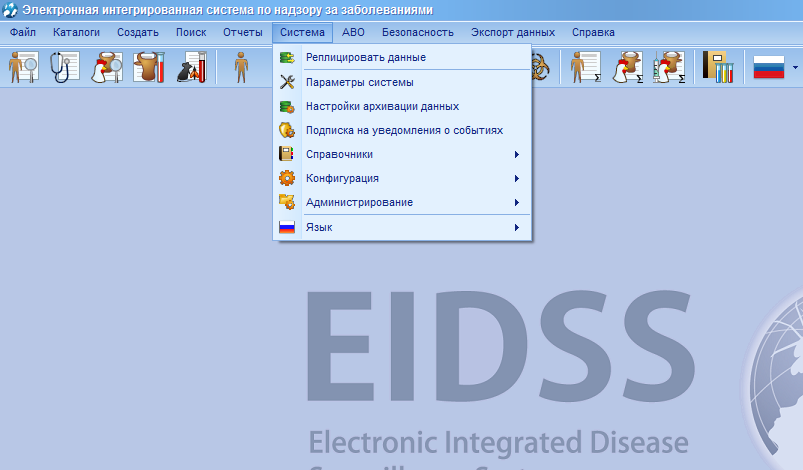 Электронная интегрированная система по надзору за заболеваниями
Файл Каталоги Создать Поиск Отчеты Система АВО Безопасность Экспорт данных Справка
Реплицировать данные
Параметры системы
Настройки архивации данных
Подписка на уведомления о событиях
Справочники
Конфигурация
Администрирование
Язык
EIDSS
Electronic Integrated Disease